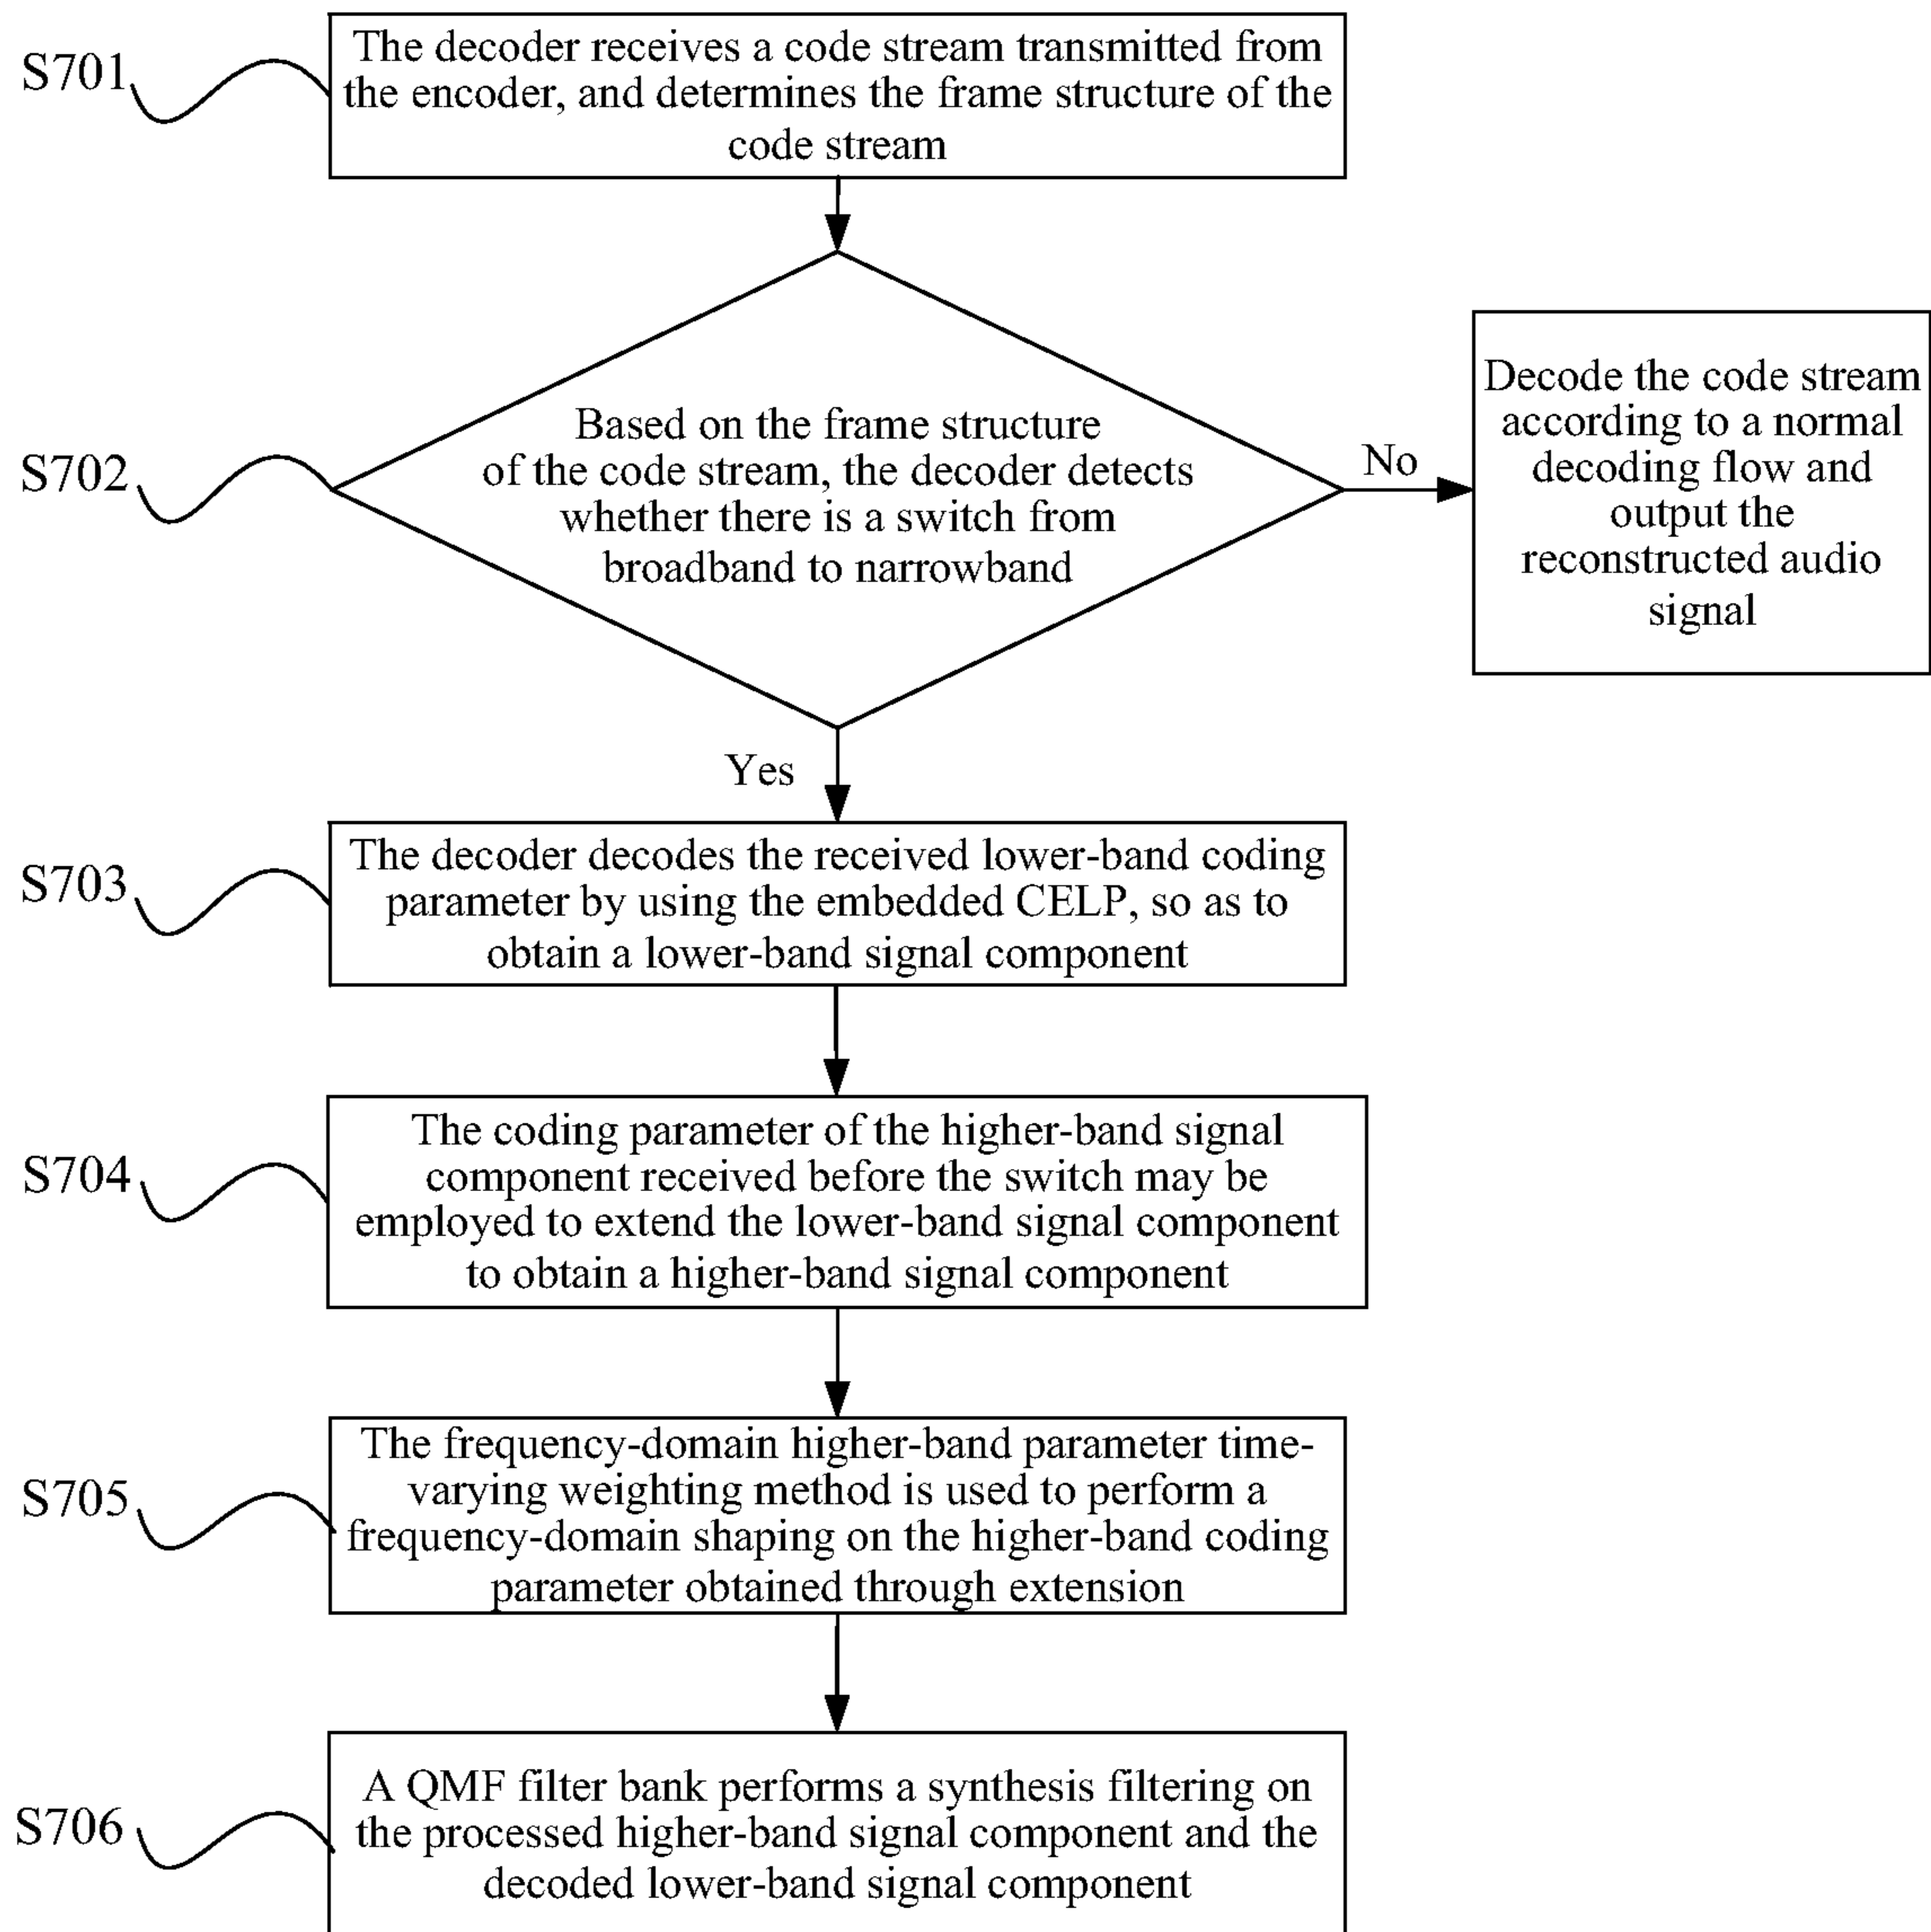 S701
The decoder receives a code stream transmitted from
the encoder, and determines the frame structure of the
code stream
S702
Based on the frame structure
of the code stream, the decoder detects
whether there is a switch from
broadband to narrowband
No
Decode the code stream
according to a normal
decoding flow and
output the
reconstructed audio
signal
Yes
S703
The decoder decodes the received lower-band coding
parameter by using the embedded CELP, so as to
obtain a lower-band signal component
S704
The coding parameter of the higher-band signal
component received before the switch may be
employed to extend the lower-band signal component
to obtain a higher-band signal component
S705
The frequency-domain higher-band parameter time-
varying weighting method is used to perform a
frequency-domain shaping on the higher-band coding
parameter obtained through extension
S706
A QMF filter bank performs a synthesis filtering on
the processed higher-band signal component and the
decoded lower-band signal component